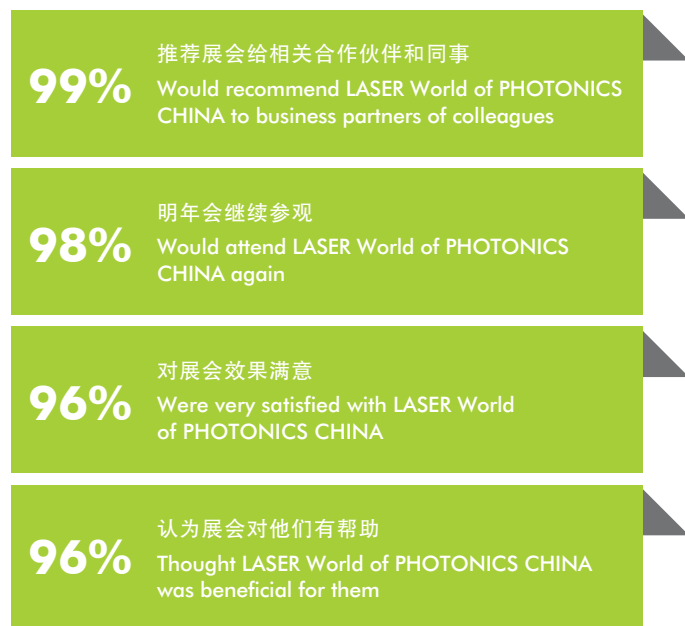 99%
推荐展会给相关合作伙伴和同事
Would recommend LASER World of PHOTONICS
CHINA to business partners of colleagues
98%
明年会继续参观
Would attend LASER World of PHOTONICS
CHINA again
96%
对展会效果满意
Were very satisfied with LASER World
of PHOTONICS CHINA
96%
认为展会对他们有帮助
Thought LASER World of PHOTONICS CHINA
was beneficial for them